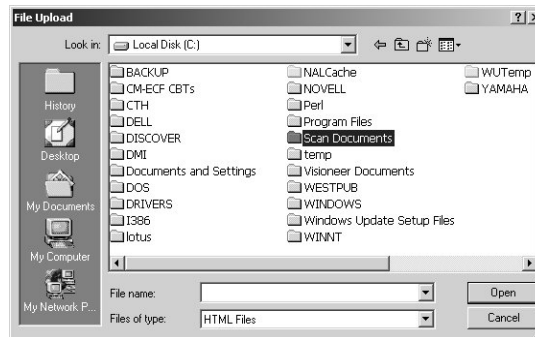 File Upload
Look in:
Local Disk (C:)
History
Desktop
My Documents
My Computer
My Network P...
BACKUP
CM-ECF CBTs
CTH
DELL
DISCOVER
DMI
Documents and Settings
DOS
DRIVERS
I386
lotus
NALCache
NOVELL
Perl
Program Files
Scan Documents
temp
Visioneer Documents
WESTPUB
WINDOWS
Windows Update Setup Files
WINNT
WUTemp
YAMAHA
File name:
Open
Files of type:
HTML Files
Cancel